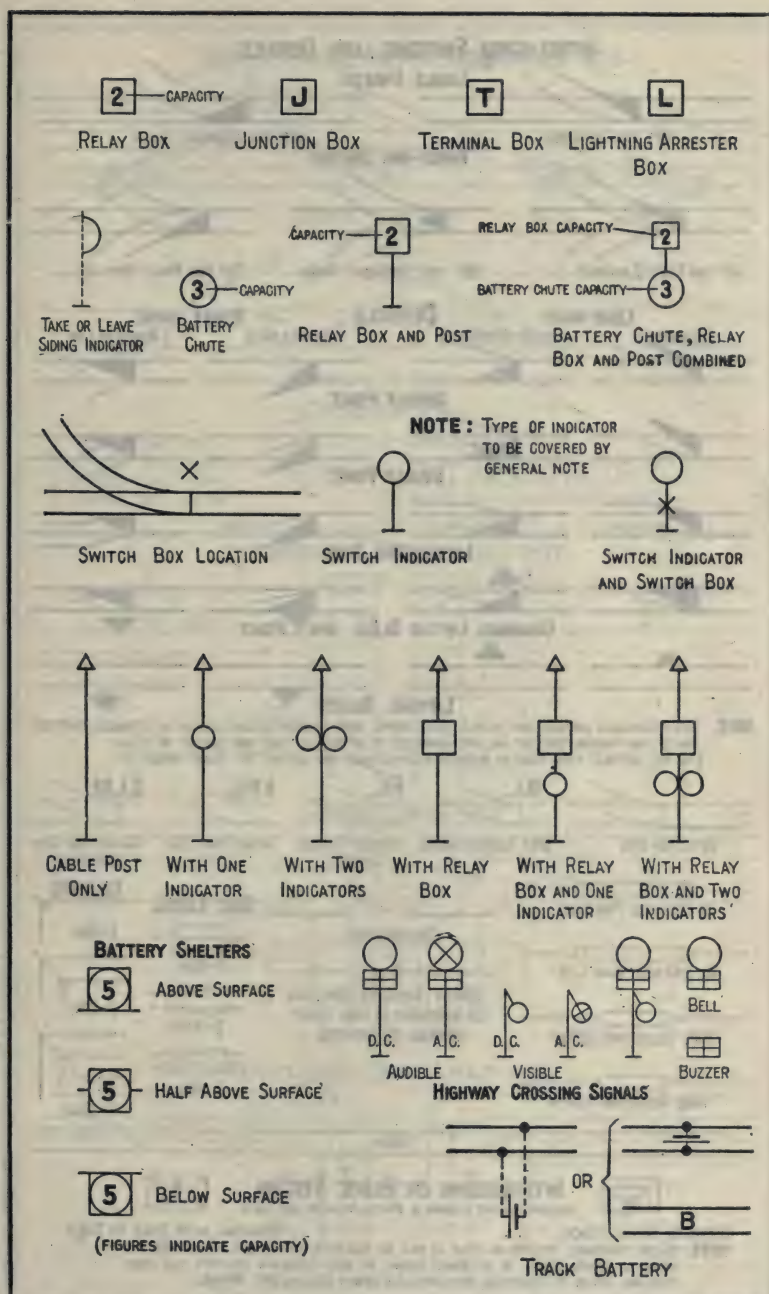 2 CAPACITY J T L
RELAY BOX JUNCTION BOX TERMINAL BOX LIGHTNING ARRESTER
BOX
CAPACITY 2 RELAY BOX CAPACITY 2
3 CAPACITY BATTERY CHUTE CAPACITY 3
TAKE OR LEAVE
SIDING INDICATOR
BATTERY
CHUTE
RELAY BOX AND POST
BATTERY CHUTE, RELAY
BOX AND POST COMBINED
NOTE: TYPE OF INDICATOR
TO BE COVERED BY
GENERAL NOTE
SWITCH BOX LOCATION
SWITCH INDICATOR
SWITCH INDICATOR
AND SWITCH BOX
CABLE POST
ONLY
WITH ONE
INDICATOR
WITH TWO
INDICATORS
WITH RELAY
BOX
WITH RELAY
BOX AND ONE
INDICATOR
WITH RELAY
BOX AND TWO
INDICATORS
BATTERY SHELTERS
5 ABOVE SURFACE
5 HALF ABOVE SURFACE
5 BELOW SURFACE
(FIGURES INDICATE CAPACITY)
BELL
D.C. A.C. D.C. A.C.
AUDIBLE VISIBLE BUZZER
HIGHWAY CROSSING SIGNALS
OR
B
TRACK BATTERY